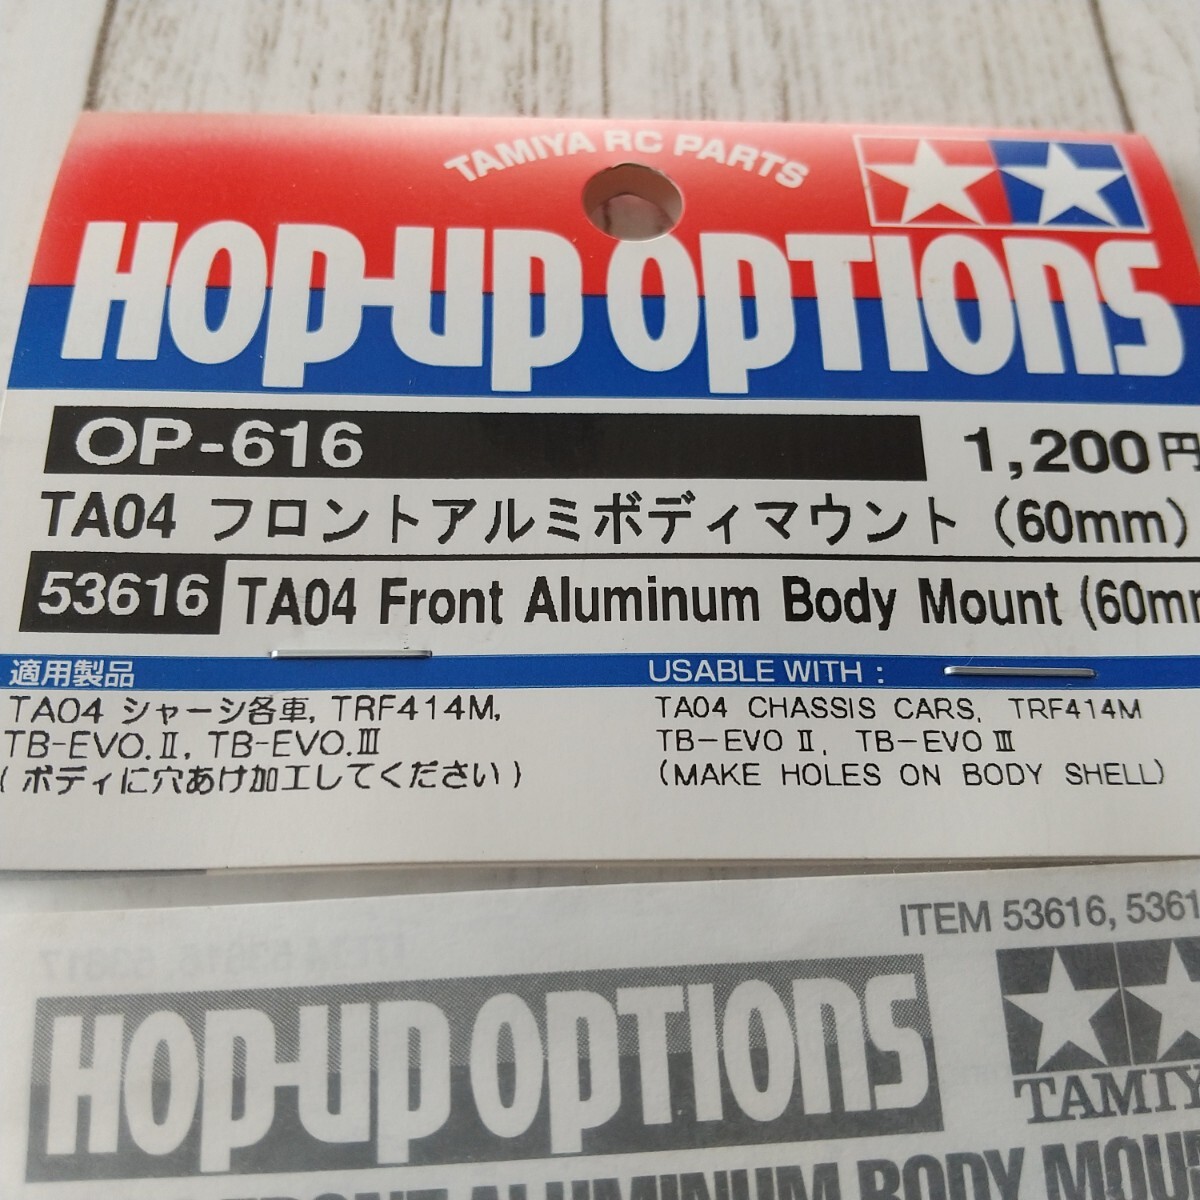 TAMIYA RC PARTS
HOP-UP OPTIONS
OP-616 1,200円
TA04 フロントアルミボディマウント (60mm)
53616 TA04 Front Aluminum Body Mount (60mm
適用製品
TA04 シャーシ各車, TRF414M,
TB-EVO.Ⅱ, TB-EVO.Ⅲ
(ボディに穴あけ加工してください)
USABLE WITH :
TA04 CHASSIS CARS, TRF414M
TB-EVO Ⅱ, TB-EVO Ⅲ
(MAKE HOLES ON BODY SHELL)
ITEM 53616, 5361
HOP-UP OPTIONS
TAMIY
FRONT ALUMINUM BODY MOU